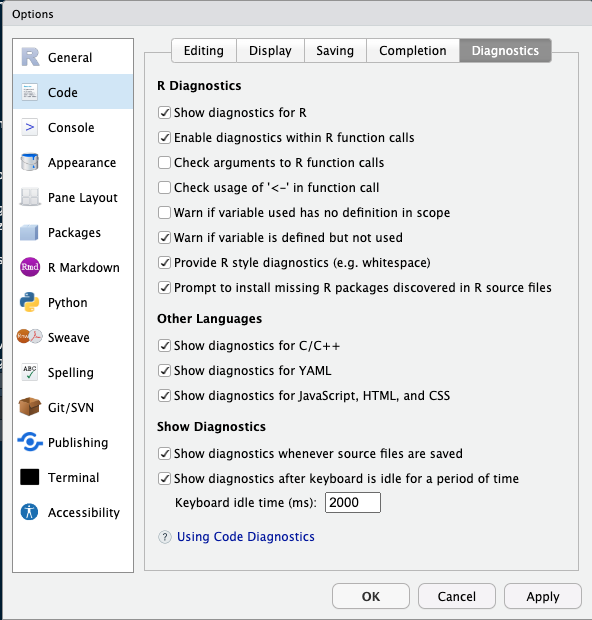 Options
General
Code
Console
Appearance
Pane Layout
Packages
Rmd R Markdown
Python
Sweave
ABC Spelling
Git/SVN
Publishing
Terminal
Accessibility
Editing Display Saving Completion Diagnostics
R Diagnostics
Show diagnostics for R
Enable diagnostics within R function calls
Check arguments to R function calls
Check usage of '<-' in function call
Warn if variable used has no definition in scope
Warn if variable is defined but not used
Provide R style diagnostics (e.g. whitespace)
Prompt to install missing R packages discovered in R source files
Other Languages
Show diagnostics for C/C++
Show diagnostics for YAML
Show diagnostics for JavaScript, HTML, and CSS
Show Diagnostics
Show diagnostics whenever source files are saved
Show diagnostics after keyboard is idle for a period of time
Keyboard idle time (ms): 2000
? Using Code Diagnostics
OK Cancel Apply